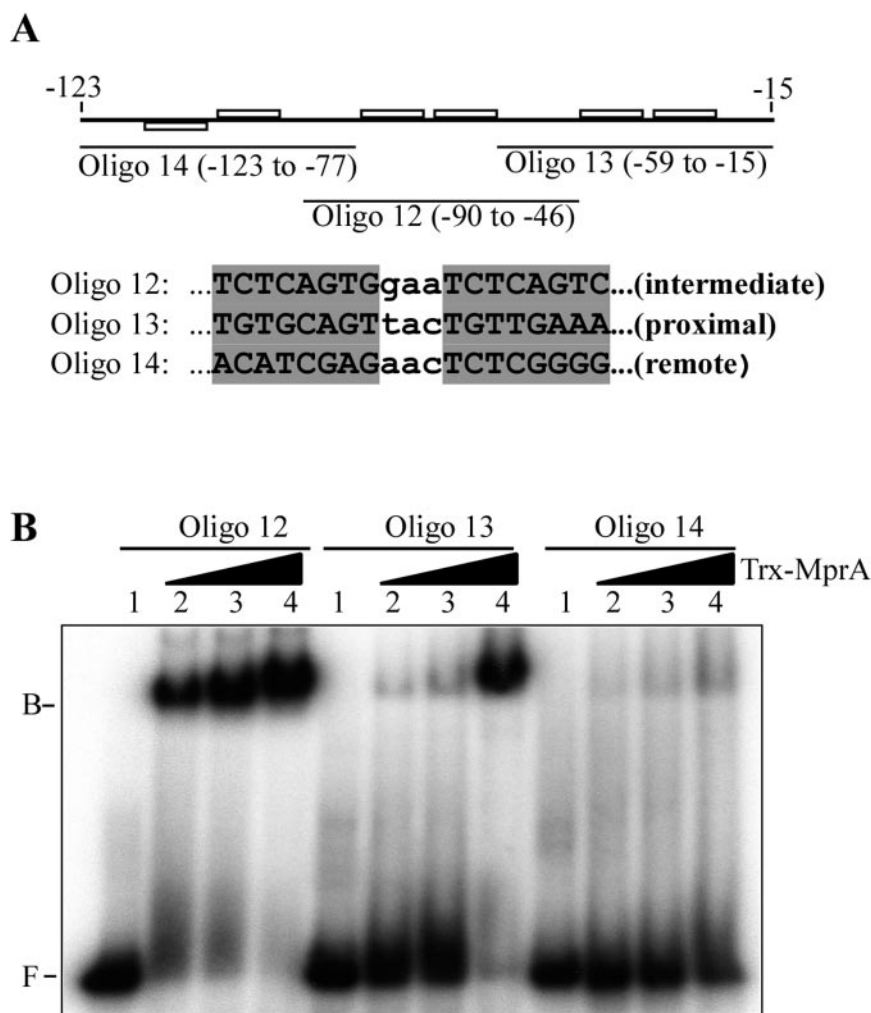 A
-123 -15
Oligo 14 (-123 to -77) Oligo 13 (-59 to -15)
Oligo 12 (-90 to -46)
Oligo 12: ...TCTCAGTGgaaTCTCAGTC...(intermediate)
Oligo 13: ...TGTGCAGTtacTGTTGAAA...(proximal)
Oligo 14: ...ACATCGAGaacTCTCGGGG...(remote)
B
Oligo 12 Oligo 13 Oligo 14
Trx-MprA
1 2 3 4 1 2 3 4 1 2 3 4
B-
F-